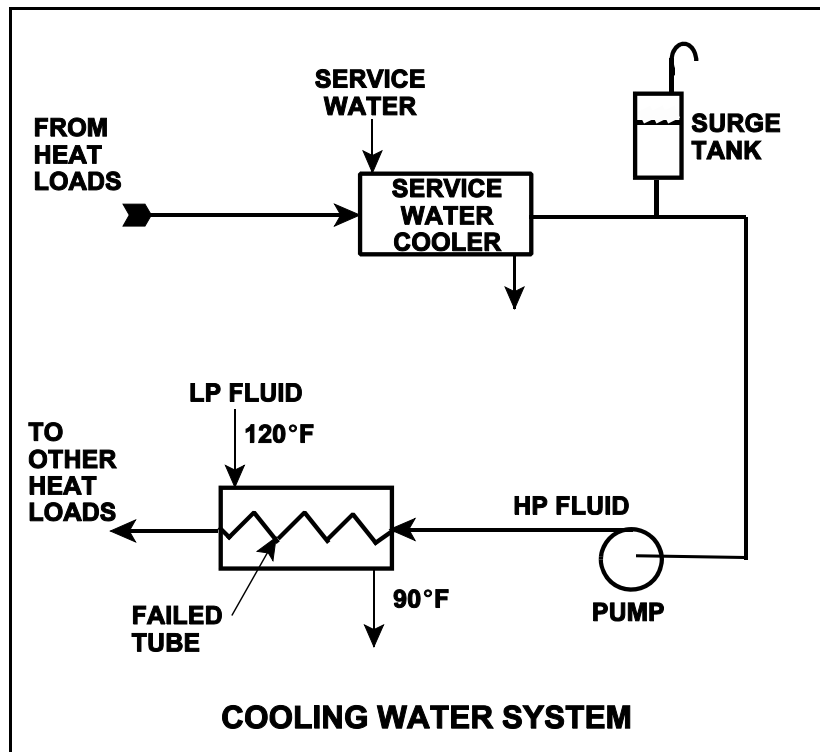 SERVICE
WATER
FROM
HEAT
LOADS
SURGE
TANK
SERVICE
WATER
COOLER
LP FLUID
120°F
TO
OTHER
HEAT
LOADS
HP FLUID
90°F
PUMP
FAILED
TUBE
COOLING WATER SYSTEM